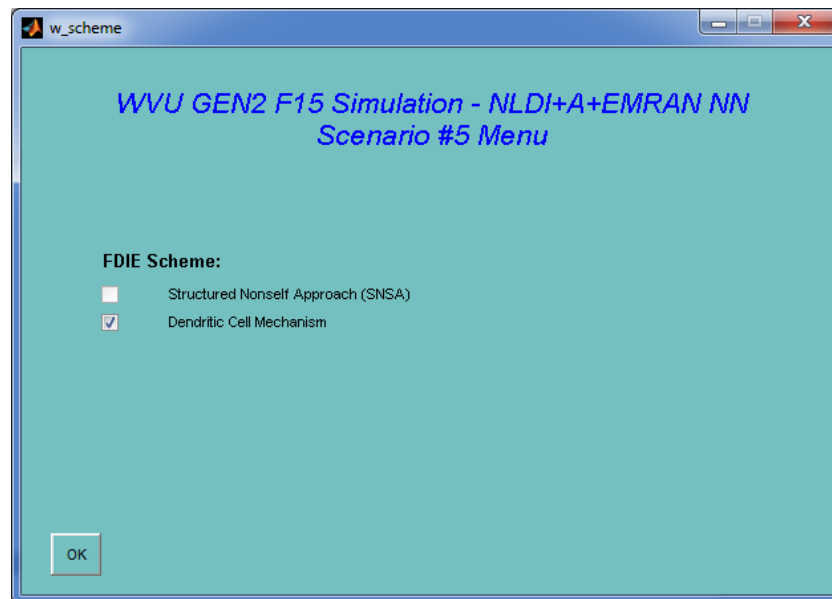 w_scheme
WVU GEN2 F15 Simulation - NLDI+A+EMRAN NN
Scenario #5 Menu
FDIE Scheme:
Structured Nonself Approach (SNSA)
Dendritic Cell Mechanism
OK